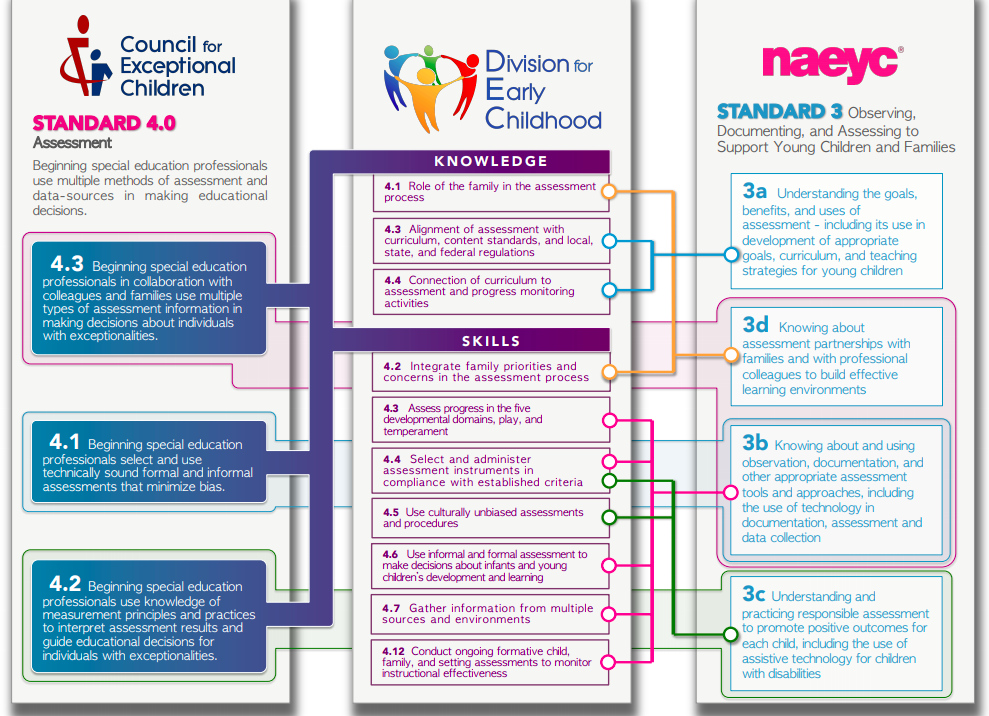 Council for
Exceptional
Children
STANDARD 4.0
Assessment
Beginning special education professionals
use multiple methods of assessment and
data-sources in making educational
decisions.
4.3 Beginning special education
professionals in collaboration with
colleagues and families use multiple
types of assessment information in
making decisions about individuals
with exceptionalities.
4.1 Beginning special education
professionals select and use
technically sound formal and informal
assessments that minimize bias.
4.2 Beginning special education
professionals use knowledge of
measurement principles and practices
to interpret assessment results and
guide educational decisions for
individuals with exceptionalities.
Division for
Early
Childhood
KNOWLEDGE
4.1 Role of the family in the assessment
process
4.3 Alignment of assessment with
curriculum, content standards, and local,
state, and federal regulations
4.4 Connection of curriculum to
assessment and progress monitoring
activities
SKILLS
4.2 Integrate family priorities and
concerns in the assessment process
4.3 Assess progress in the five
developmental domains, play, and
temperament
4.4 Select and administer
assessment instruments in
compliance with established criteria
4.5 Use culturally unbiased assessments
and procedures
4.6 Use informal and formal assessment to
make decisions about infants and young
children's development and learning
4.7 Gather information from multiple
sources and environments
4.12 Conduct ongoing formative child,
family, and setting assessments to monitor
instructional effectiveness
naeyc®
STANDARD 3 Observing,
Documenting, and Assessing to
Support Young Children and Families
3a Understanding the goals,
benefits, and uses of
assessment - including its use in
development of appropriate
goals, curriculum, and teaching
strategies for young children
3d Knowing about
assessment partnerships with
families and with professional
colleagues to build effective
learning environments
3b Knowing about and using
observation, documentation, and
other appropriate assessment
tools and approaches, including
the use of technology in
documentation, assessment and
data collection
3c Understanding and
practicing responsible assessment
to promote positive outcomes for
each child, including the use of
assistive technology for children
with disabilities